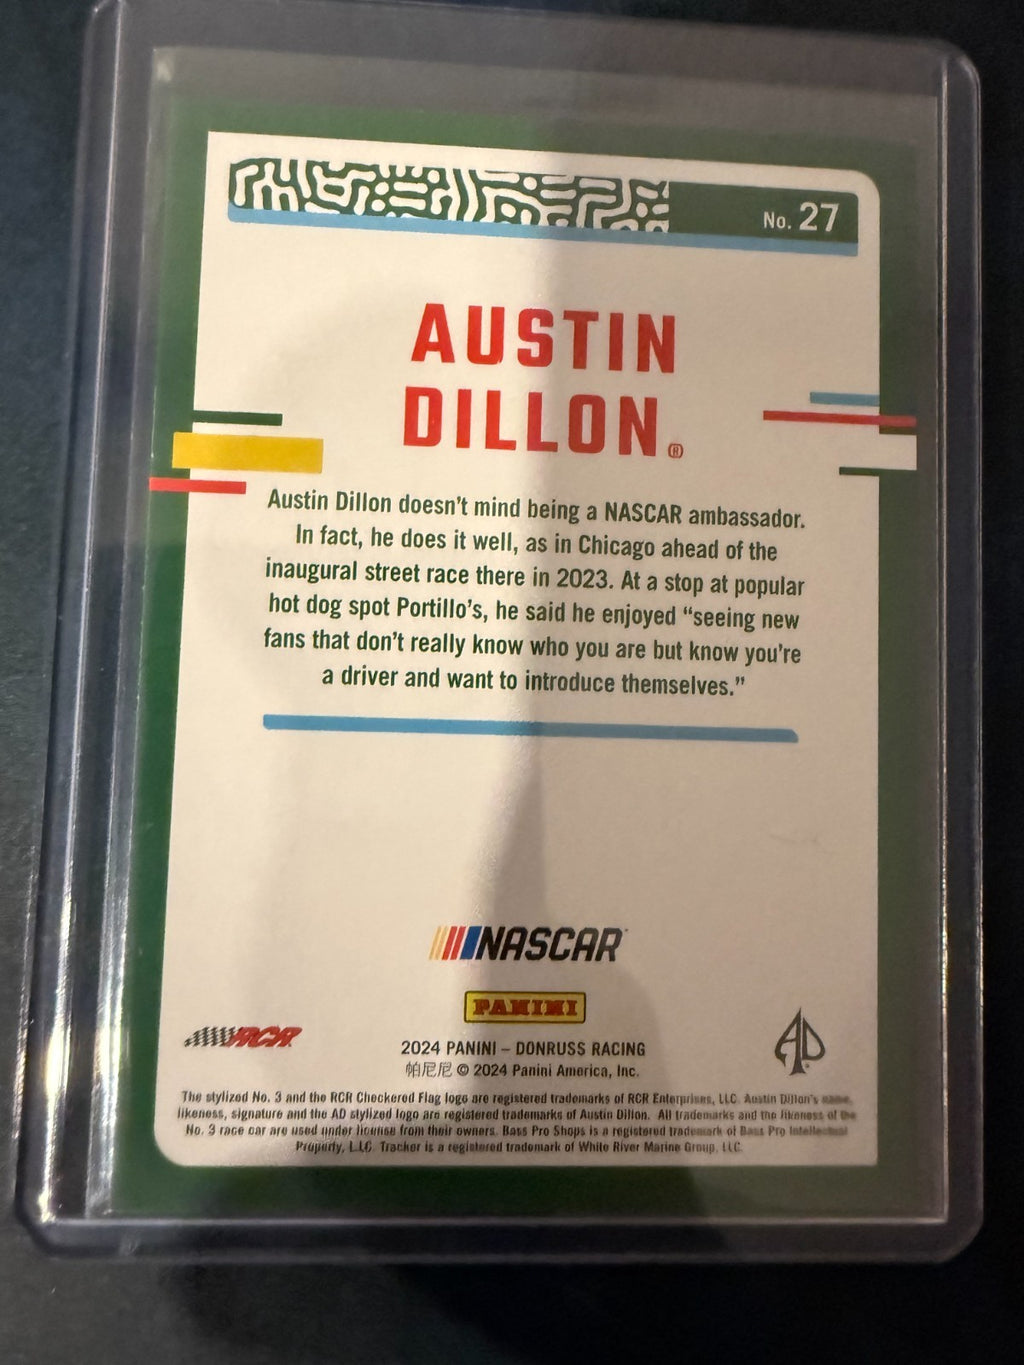 No. 27
AUSTIN
DILLON®
Austin Dillon doesn't mind being a NASCAR ambassador.
In fact, he does it well, as in Chicago ahead of the
inaugural street race there in 2023. At a stop at popular
hot dog spot Portillo's, he said he enjoyed “seeing new
fans that don't really know who you are but know you're
a driver and want to introduce themselves.”
NASCAR
PANINI
RCR
AD
2024 PANINI – DONRUSS RACING
帕尼尼 © 2024 Panini America, Inc.
The stylized No. 3 and the RCR Checkered Flag logo are registered trademarks of RCR Enterprises, LLC. Austin Dillon's name,
likeness, signature and the AD stylized logo are registered trademarks of Austin Dillon. All trademarks and the likeness of the
No. 3 race car are used under license from their owners. Bass Pro Shops is a registered trademark of Bass Pro Intellectual
Property, L.L.C. Tracker is a registered trademark of White River Marine Group, LLC.